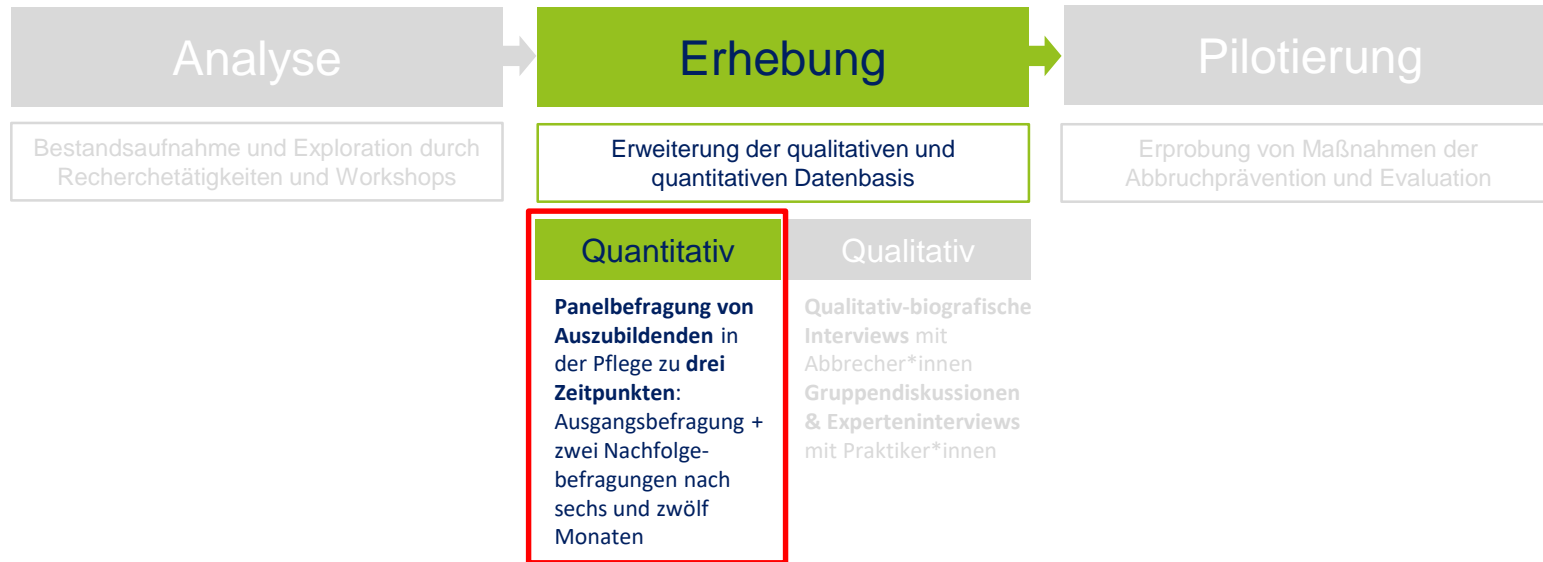 Analyse
Erhebung
Pilotierung
Bestandsaufnahme und Exploration durch
Recherchetätigkeiten und Workshops
Erweiterung der qualitativen und
quantitativen Datenbasis
Erprobung von Maßnahmen der
Abbruchprävention und Evaluation
Quantitativ
Panelbefragung von
Auszubildenden in
der Pflege zu drei
Zeitpunkten:
Ausgangsbefragung +
zwei Nachfolge-
befragungen nach
sechs und zwölf
Monaten
Qualitativ
Qualitativ-biografische
Interviews mit
Abbrecher*innen
Gruppendiskussionen
& Experteninterviews
mit Praktiker*innen